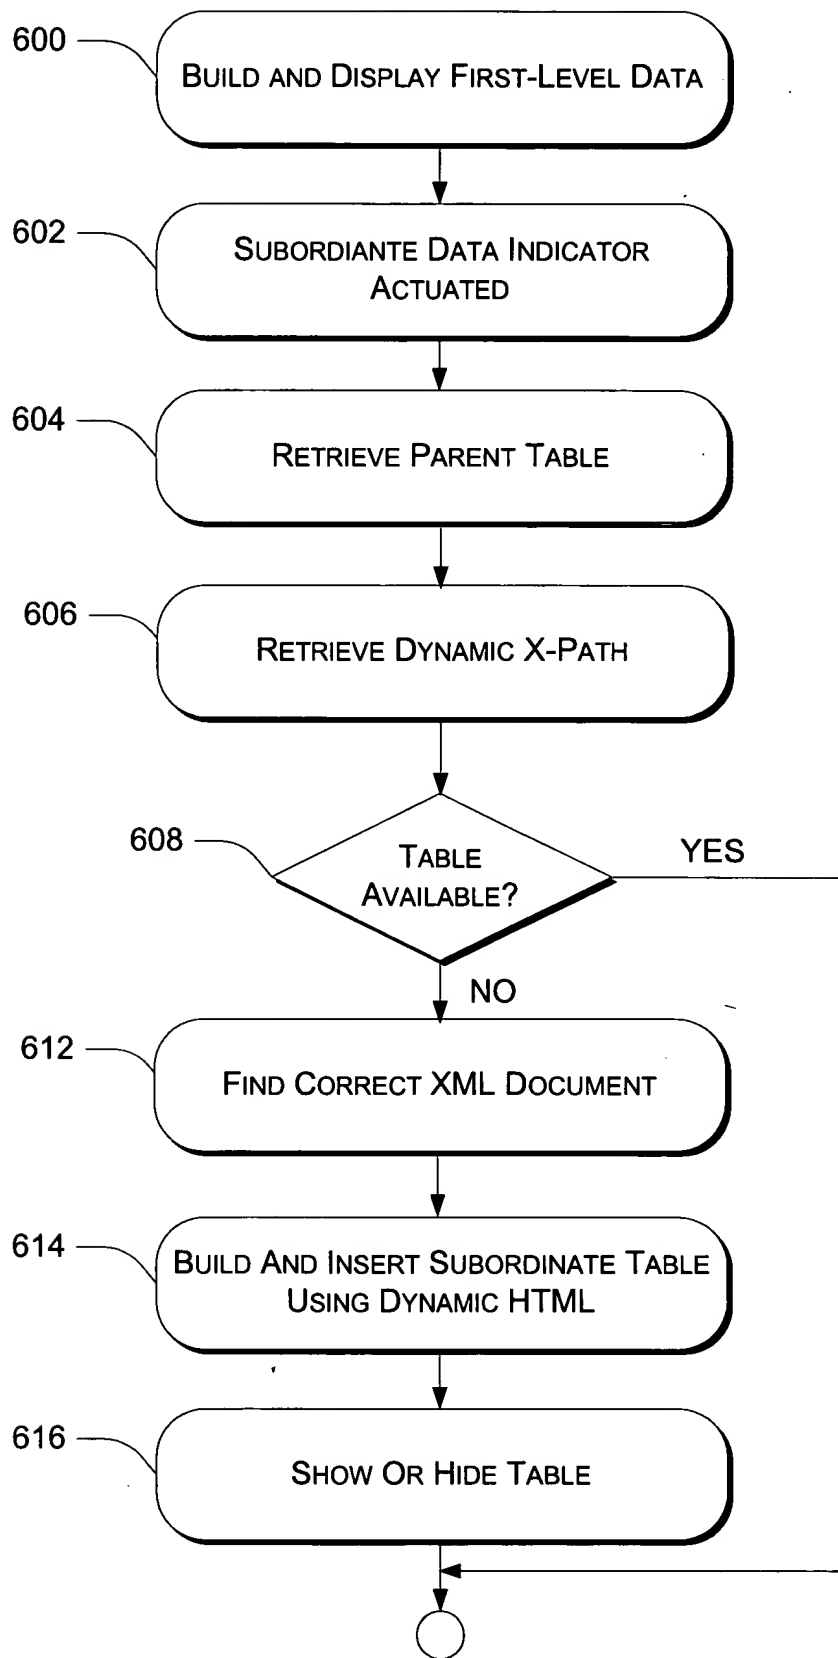 600
BUILD AND DISPLAY FIRST-LEVEL DATA
602
SUBORDIANTE DATA INDICATOR
ACTUATED
604
RETRIEVE PARENT TABLE
606
RETRIEVE DYNAMIC X-PATH
608
TABLE
AVAILABLE?
YES
NO
612
FIND CORRECT XML DOCUMENT
614
BUILD AND INSERT SUBORDINATE TABLE
USING DYNAMIC HTML
616
SHOW OR HIDE TABLE